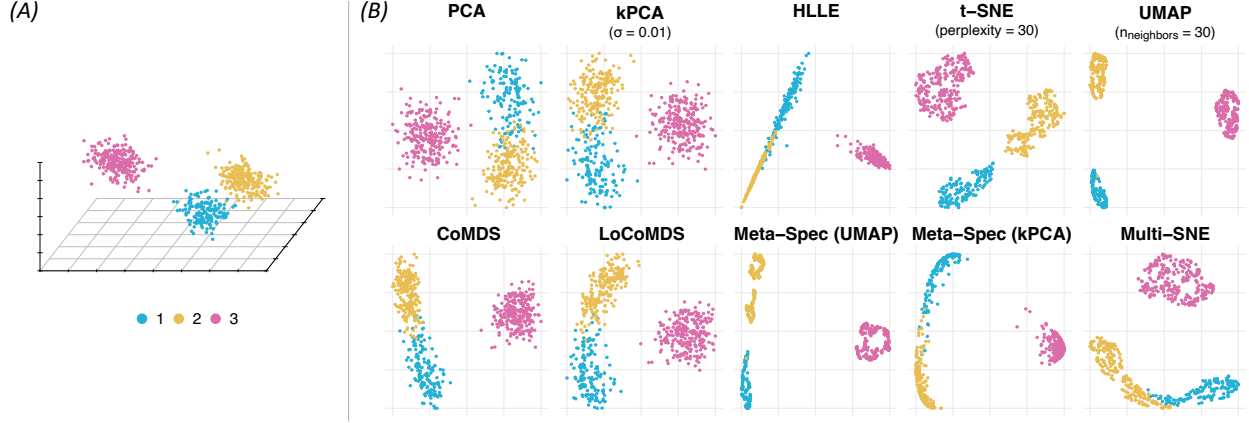 (A)
1 2 3
(B)
PCA
kPCA
(σ = 0.01)
HLLE
t–SNE
(perplexity = 30)
UMAP
(nneighbors = 30)
CoMDS
LoCoMDS
Meta–Spec (UMAP)
Meta–Spec (kPCA)
Multi–SNE